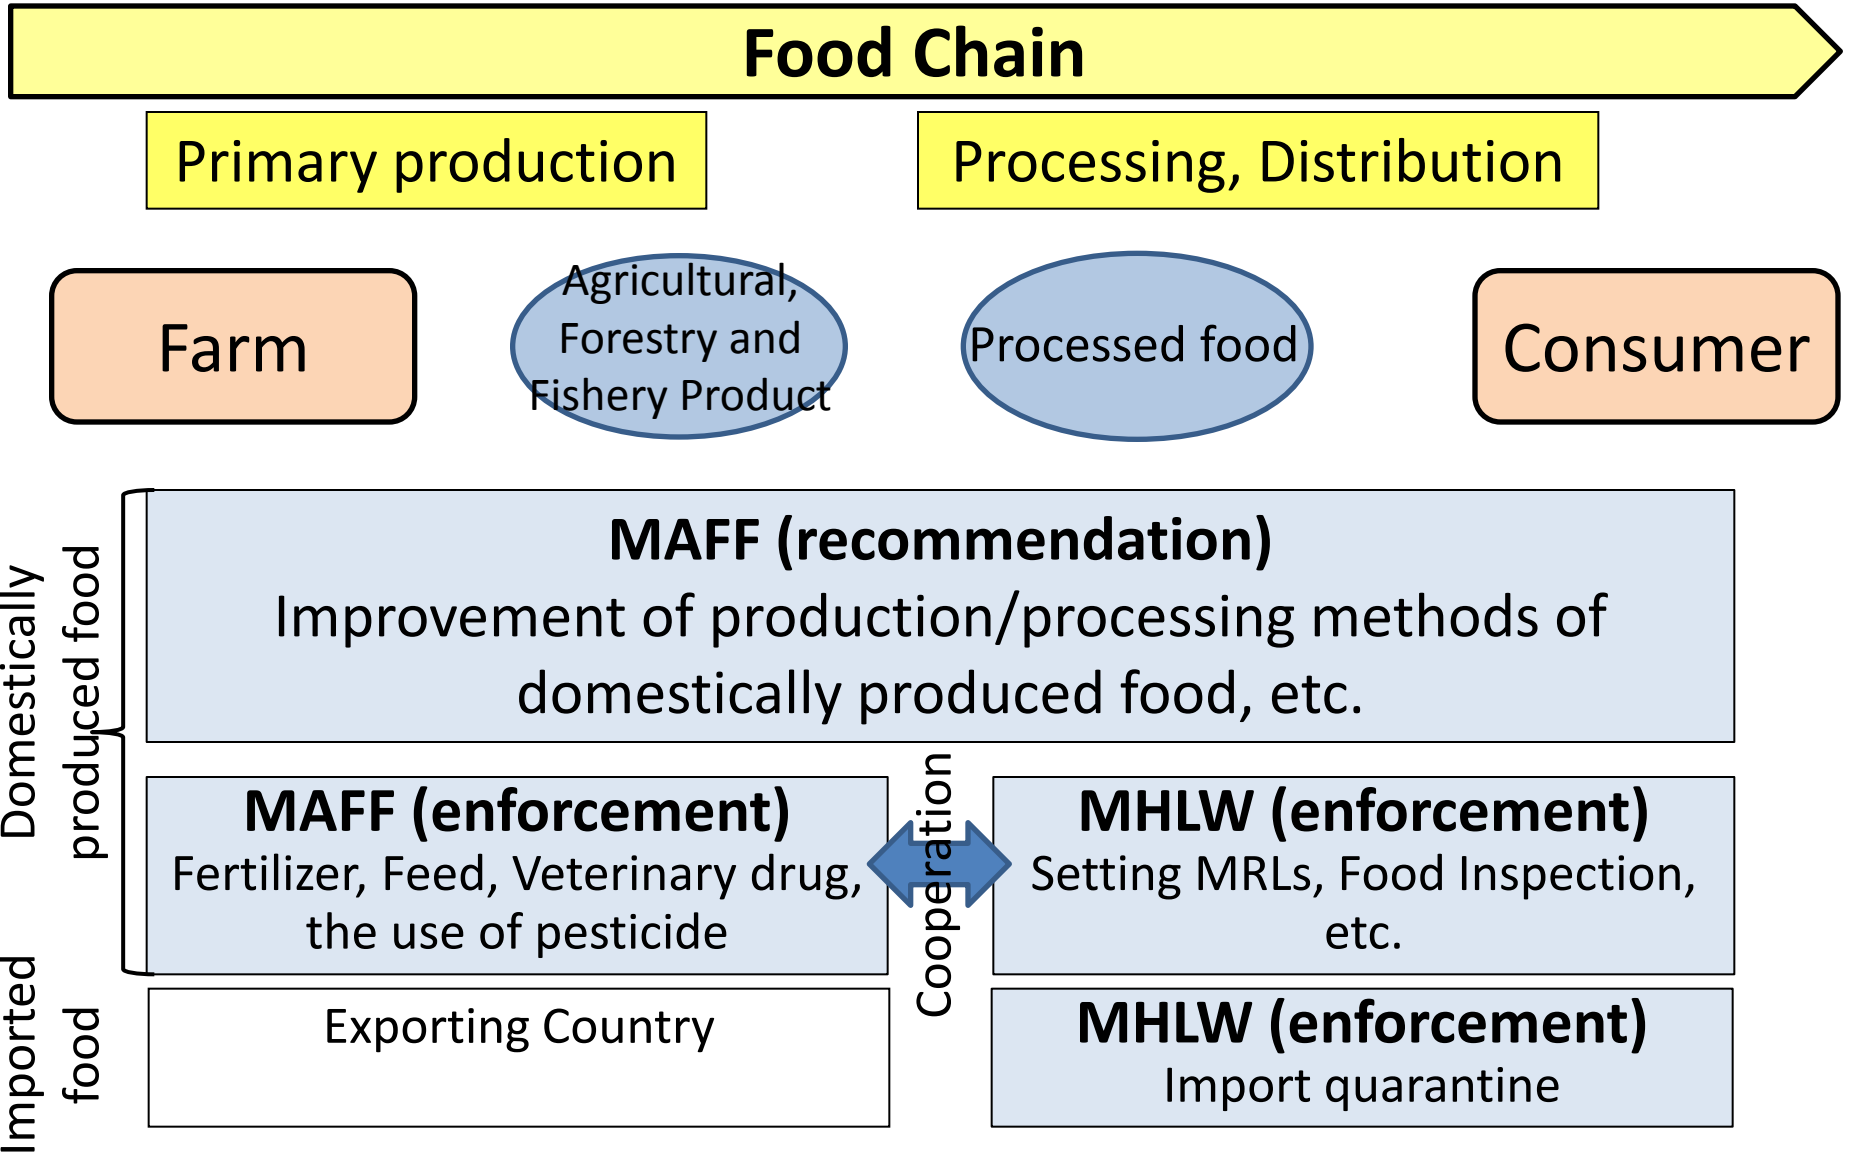 Food Chain
Primary production
Processing, Distribution
Farm
Agricultural,
Forestry and
Fishery Product
Processed food
Consumer
Domestically
produced food
MAFF (recommendation)
Improvement of production/processing methods of
domestically produced food, etc.
MAFF (enforcement)
Fertilizer, Feed, Veterinary drug,
the use of pesticide
Cooperation
MHLW (enforcement)
Setting MRLs, Food Inspection,
etc.
Imported
food
Exporting Country
MHLW (enforcement)
Import quarantine